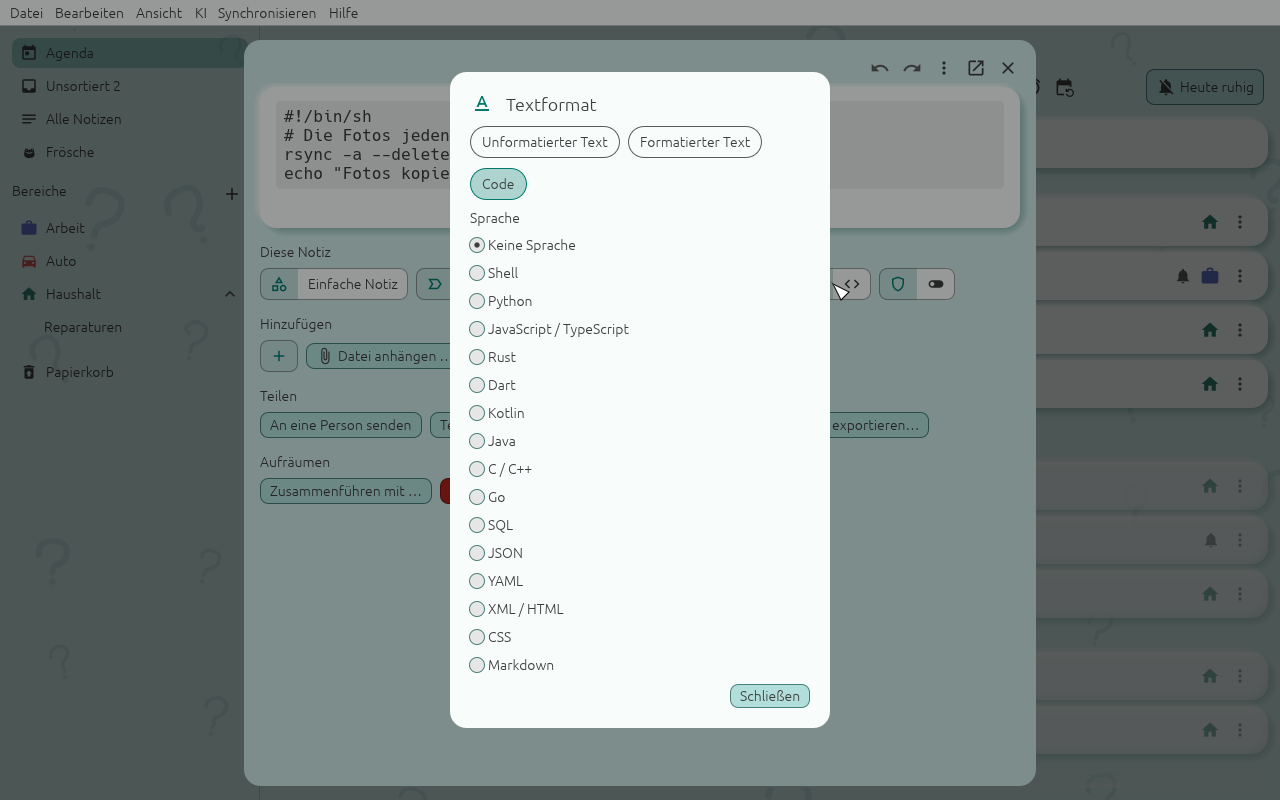 Datei Bearbeiten Ansicht KI Synchronisieren Hilfe
Agenda
Unsortiert 2
Alle Notizen
Frösche
Bereiche
Arbeit
Auto
Haushalt
Reparaturen
Papierkorb
Heute ruhig
#!/bin/sh
# Die Fotos jeden
rsync -a --delete
echo "Fotos kopie
Diese Notiz
Einfache Notiz
Hinzufügen
Datei anhängen ..
Teilen
An eine Person senden
exportieren…
Aufräumen
Zusammenführen mit …
Textformat
Unformatierter Text Formatierter Text
Code
Sprache
Keine Sprache
Shell
Python
JavaScript / TypeScript
Rust
Dart
Kotlin
Java
C / C++
Go
SQL
JSON
YAML
XML / HTML
CSS
Markdown
Schließen